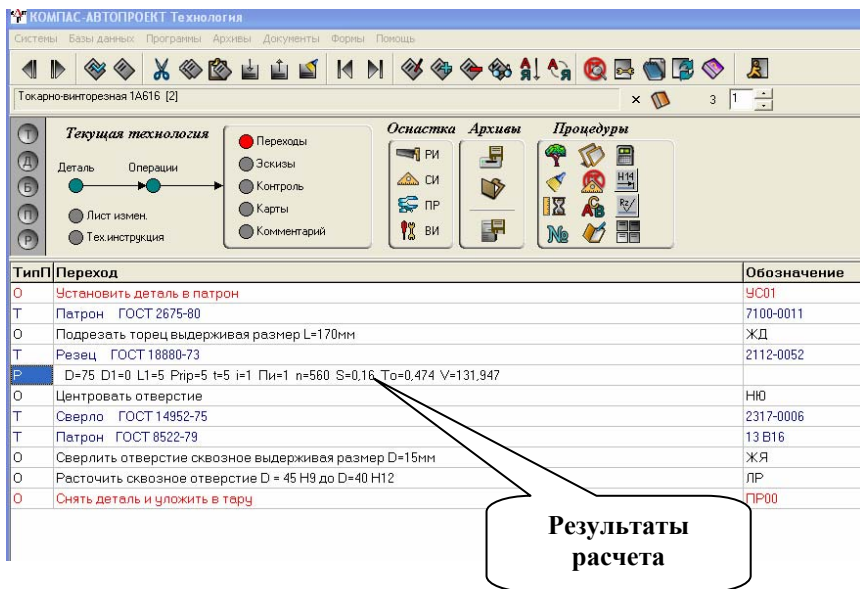 КОМПАС-АВТОПРОЕКТ Технология
Системы Базы данных Программы Архивы Документы Формы Помощь
Токарно-винторезная 1А616 [2]
3 1
Т
Д
Б
П
Р
Текущая технология
Деталь Операции
Лист измен.
Тех.инструкция
Переходы
Эскизы
Контроль
Карты
Комментарий
Оснастка Архивы Процедуры
РИ
СИ
ПР
ВИ
H14
Rz
№
ТипП Переход Обозначение
О Установить деталь в патрон УС01
Т Патрон ГОСТ 2675-80 7100-0011
О Подрезать торец выдерживая размер L=170мм ЖД
Т Резец ГОСТ 18880-73 2112-0052
Р D=75 D1=0 L1=5 Prip=5 t=5 i=1 Пи=1 n=560 S=0,16 То=0,474 V=131,947
О Центровать отверстие НЮ
Т Сверло ГОСТ 14952-75 2317-0006
Т Патрон ГОСТ 8522-79 13 В16
О Сверлить отверстие сквозное выдерживая размер D=15мм ЖЯ
О Расточить сквозное отверстие D = 45 H9 до D=40 H12 ЛР
О Снять деталь и уложить в тару ПР00
Результаты
расчета